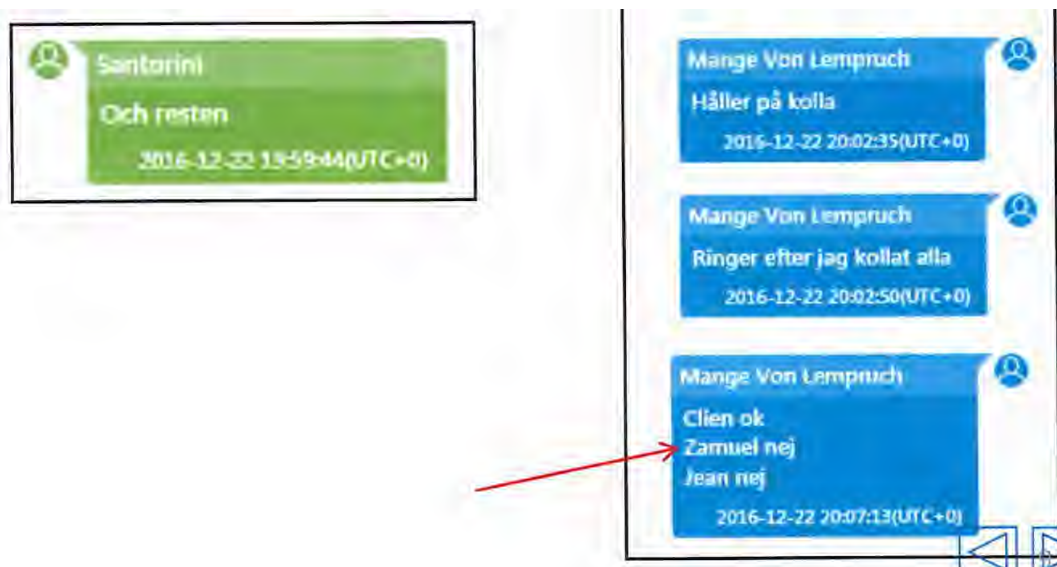 Santorini
Och resten
2016-12-22 19:59:44(UTC+0)
Mange Von Lempruch
Håller på kolla
2016-12-22 20:02:35(UTC+0)
Mange Von Lempruch
Ringer efter jag kollat alla
2016-12-22 20:02:50(UTC+0)
Mange Von Lempruch
Clien ok
Zamuel nej
Jean nej
2016-12-22 20:07:13(UTC+0)